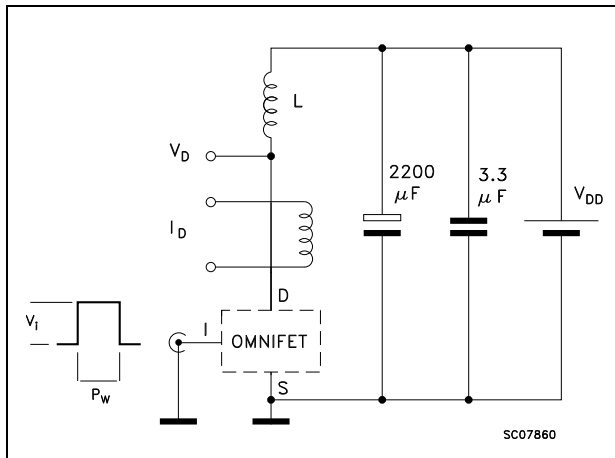 L
V_D
2200
μF
3.3
μF
V_DD
I_D
D
V_i
I
OMNIFET
P_W
S
SC07860